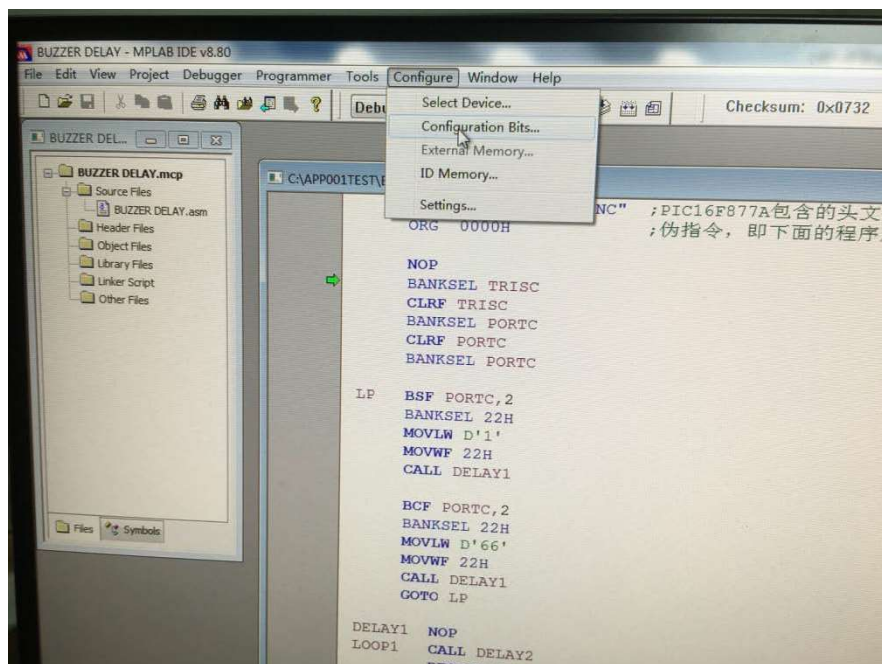 BUZZER DELAY - MPLAB IDE v8.80
File Edit View Project Debugger Programmer Tools Configure Window Help
Debu
Checksum: 0x0732
Select Device...
Configuration Bits...
External Memory...
ID Memory...
Settings...
BUZZER DEL...
BUZZER DELAY.mcp
Source Files
BUZZER DELAY.asm
Header Files
Object Files
Library Files
Linker Script
Other Files
Files Symbols
C:\APP001TEST\
NC" ;PIC16F877A包含的头文
ORG 0000H ;伪指令，即下面的程序
NOP
BANKSEL TRISC
CLRF TRISC
BANKSEL PORTC
CLRF PORTC
BANKSEL PORTC
LP BSF PORTC,2
BANKSEL 22H
MOVLW D'1'
MOVWF 22H
CALL DELAY1
BCF PORTC,2
BANKSEL 22H
MOVLW D'66'
MOVWF 22H
CALL DELAY1
GOTO LP
DELAY1 NOP
LOOP1 CALL DELAY2